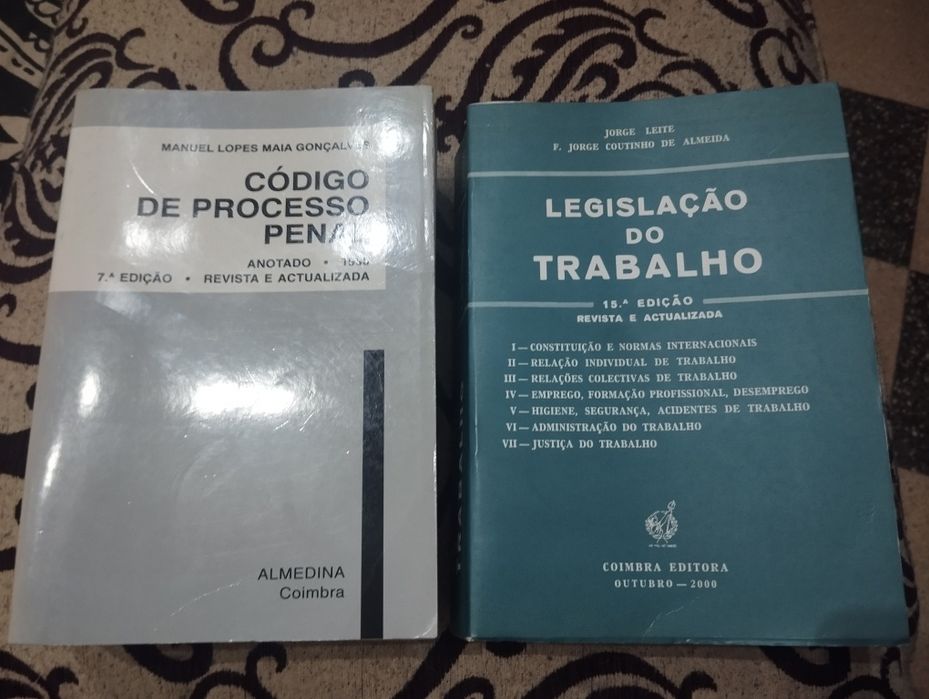 MANUEL LOPES MAIA GONÇALVES
CÓDIGO
DE PROCESSO
PENAL
ANOTADO •
7.ª EDIÇÃO • REVISTA E ACTUALIZADA
ALMEDINA
Coimbra
JORGE LEITE
F. JORGE COUTINHO DE ALMEIDA
LEGISLAÇÃO
DO
TRABALHO
15.ª EDIÇÃO
REVISTA E ACTUALIZADA
I — CONSTITUIÇÃO E NORMAS INTERNACIONAIS
II — RELAÇÃO INDIVIDUAL DE TRABALHO
III — RELAÇÕES COLECTIVAS DE TRABALHO
IV — EMPREGO, FORMAÇÃO PROFISSIONAL, DESEMPREGO
V — HIGIENE, SEGURANÇA, ACIDENTES DE TRABALHO
VI — ADMINISTRAÇÃO DO TRABALHO
VII — JUSTIÇA DO TRABALHO
COIMBRA EDITORA
OUTUBRO — 2000